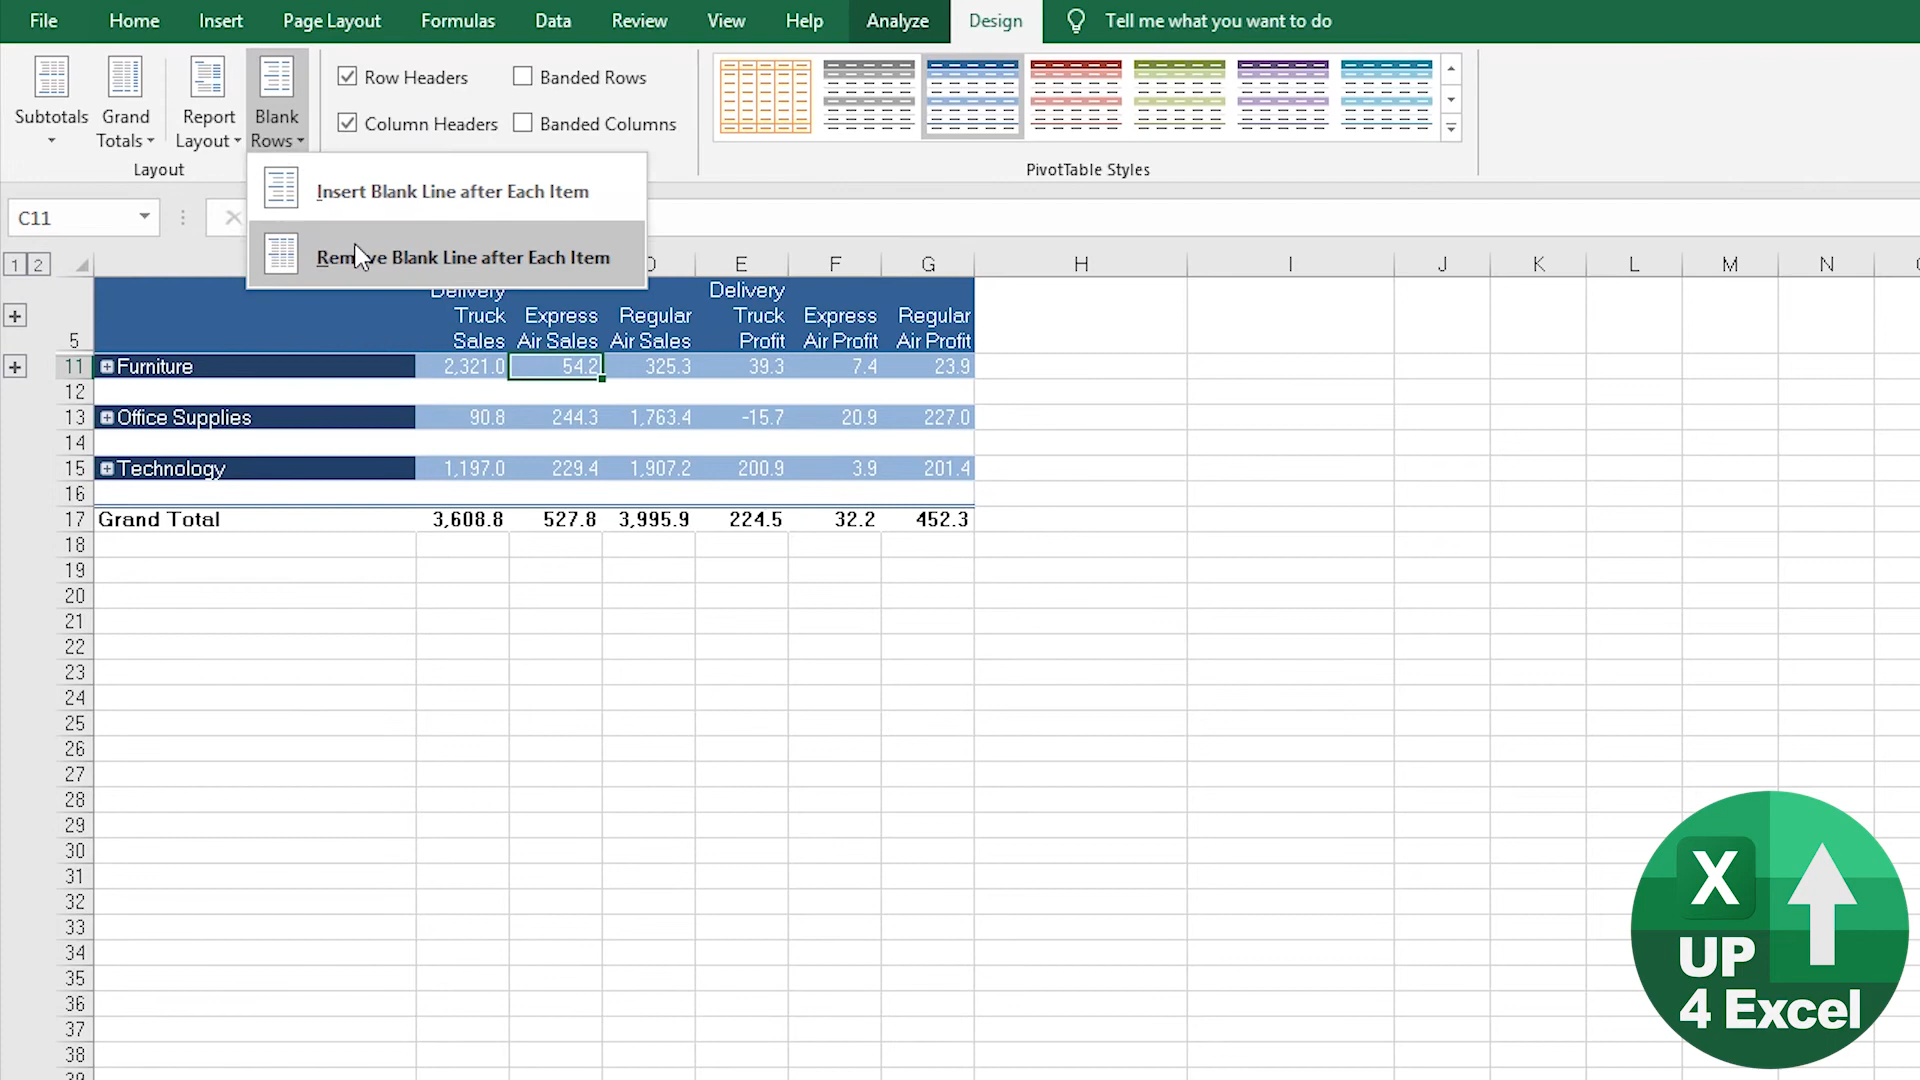 File Home Insert Page Layout Formulas Data Review View Help Analyze Design Tell me what you want to do
Subtotals
Grand Totals
Report Layout
Blank Rows
Row Headers
Banded Rows
Column Headers
Banded Columns
Layout
PivotTable Styles
Insert Blank Line after Each Item
Remove Blank Line after Each Item
C11
1 2
E F G H I J K L M N
5 Delivery Truck Sales Express Air Sales Regular Air Sales Delivery Truck Profit Express Air Profit Regular Air Profit
11 Furniture 2,321.0 54.2 325.3 39.3 7.4 23.9
12
13 Office Supplies 90.8 244.3 1,763.4 -15.7 20.9 227.0
14
15 Technology 1,197.0 229.4 1,907.2 200.9 3.9 201.4
16
17 Grand Total 3,608.8 527.8 3,995.9 224.5 32.2 452.3
18
19
20
21
22
23
24
25
26
27
28
29
30
31
32
33
34
35
36
37
38
X
UP
4 Excel